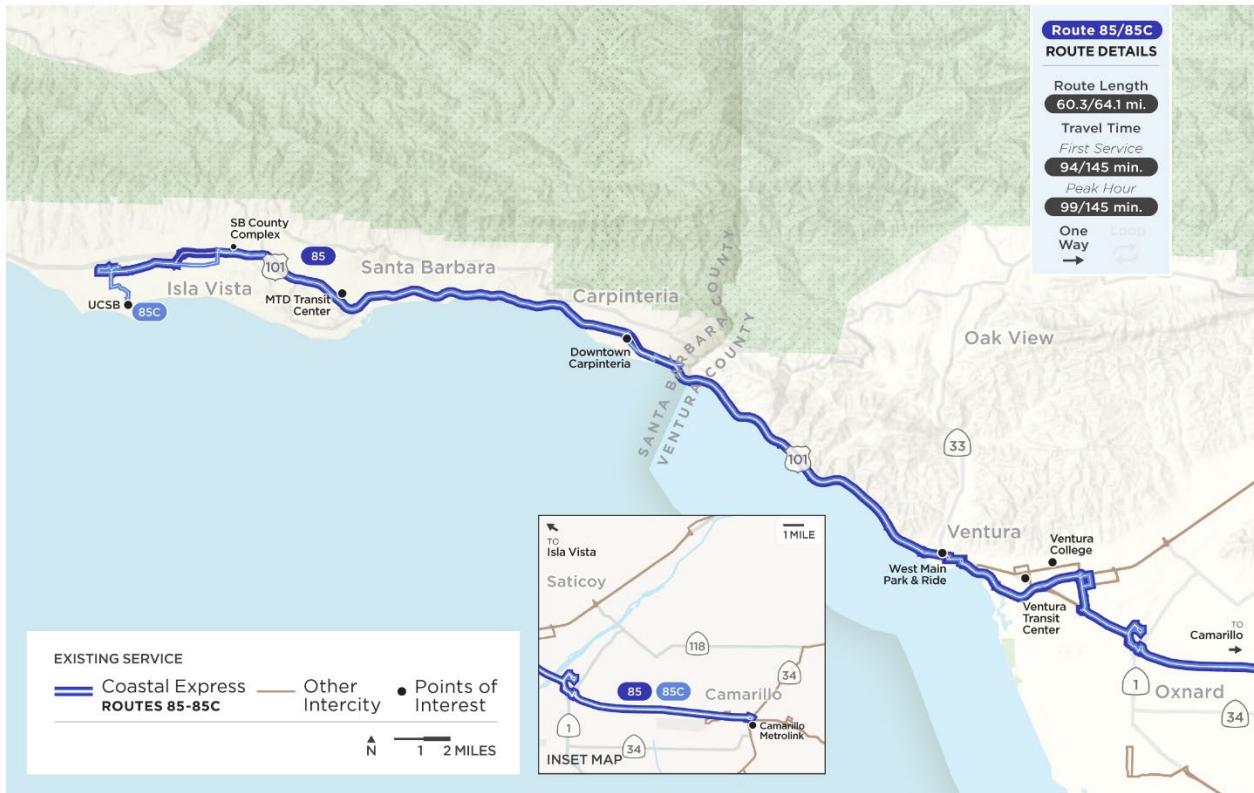 Route 85/85C
ROUTE DETAILS
Route Length
60.3/64.1 mi.
Travel Time
First Service
94/145 min.
Peak Hour
99/145 min.
One
Way
Loop
SB County
Complex
85
101
Santa Barbara
Isla Vista
MTD Transit
Center
UCSB
85C
Carpinteria
Downtown
Carpinteria
SANTA BARBARA COUNTY
VENTURA COUNTY
Oak View
33
101
Ventura
Ventura
College
West Main
Park & Ride
Ventura
Transit
Center
TO
Camarillo
1
Oxnard
34
EXISTING SERVICE
Coastal Express
ROUTES 85-85C
Other
Intercity
Points of
Interest
N
1 2 MILES
TO
Isla Vista
1 MILE
Saticoy
118
34
85
85C
Camarillo
1
34
Camarillo
Metrolink
INSET MAP